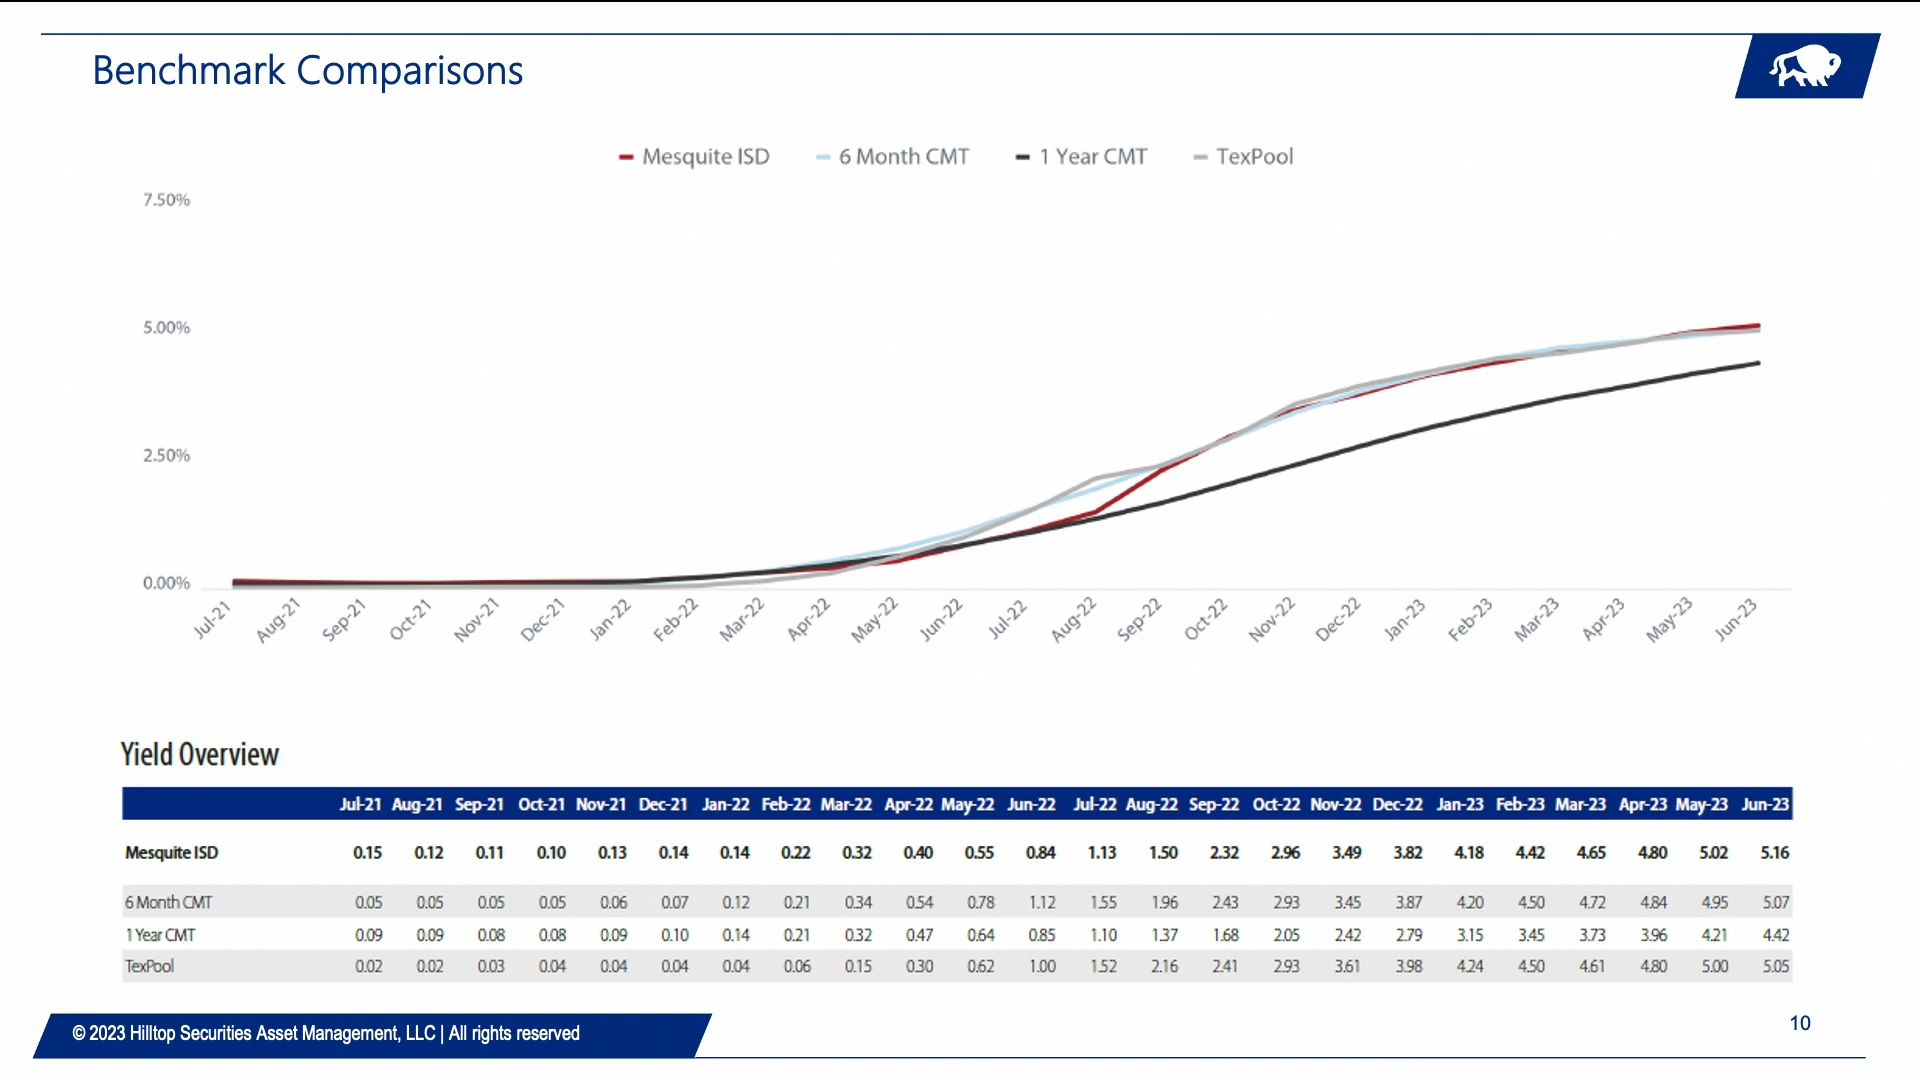 Benchmark Comparisons
Mesquite ISD 6 Month CMT 1 Year CMT TexPool
7.50%
5.00%
2.50%
0.00%
Jul-21 Aug-21 Sep-21 Oct-21 Nov-21 Dec-21 Jan-22 Feb-22 Mar-22 Apr-22 May-22 Jun-22 Jul-22 Aug-22 Sep-22 Oct-22 Nov-22 Dec-22 Jan-23 Feb-23 Mar-23 Apr-23 May-23 Jun-23
Yield Overview
Jul-21 Aug-21 Sep-21 Oct-21 Nov-21 Dec-21 Jan-22 Feb-22 Mar-22 Apr-22 May-22 Jun-22 Jul-22 Aug-22 Sep-22 Oct-22 Nov-22 Dec-22 Jan-23 Feb-23 Mar-23 Apr-23 May-23 Jun-23
Mesquite ISD 0.15 0.12 0.11 0.10 0.13 0.14 0.14 0.22 0.32 0.40 0.55 0.84 1.13 1.50 2.32 2.96 3.49 3.82 4.18 4.42 4.65 4.80 5.02 5.16
6 Month CMT 0.05 0.05 0.05 0.05 0.06 0.07 0.12 0.21 0.34 0.54 0.78 1.12 1.55 1.96 2.43 2.93 3.45 3.87 4.20 4.50 4.72 4.84 4.95 5.07
1 Year CMT 0.09 0.09 0.08 0.08 0.09 0.10 0.14 0.21 0.32 0.47 0.64 0.85 1.10 1.37 1.68 2.05 2.42 2.79 3.15 3.45 3.73 3.96 4.21 4.42
TexPool 0.02 0.02 0.03 0.04 0.04 0.04 0.04 0.06 0.15 0.30 0.62 1.00 1.52 2.16 2.41 2.93 3.61 3.98 4.24 4.50 4.61 4.80 5.00 5.05
© 2023 Hilltop Securities Asset Management, LLC | All rights reserved
10